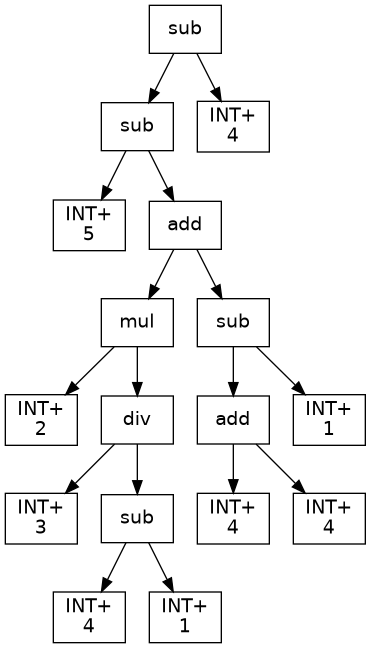 sub
sub
INT+
4
INT+
5
add
mul
sub
INT+
2
div
add
INT+
1
INT+
3
sub
INT+
4
INT+
4
INT+
4
INT+
1